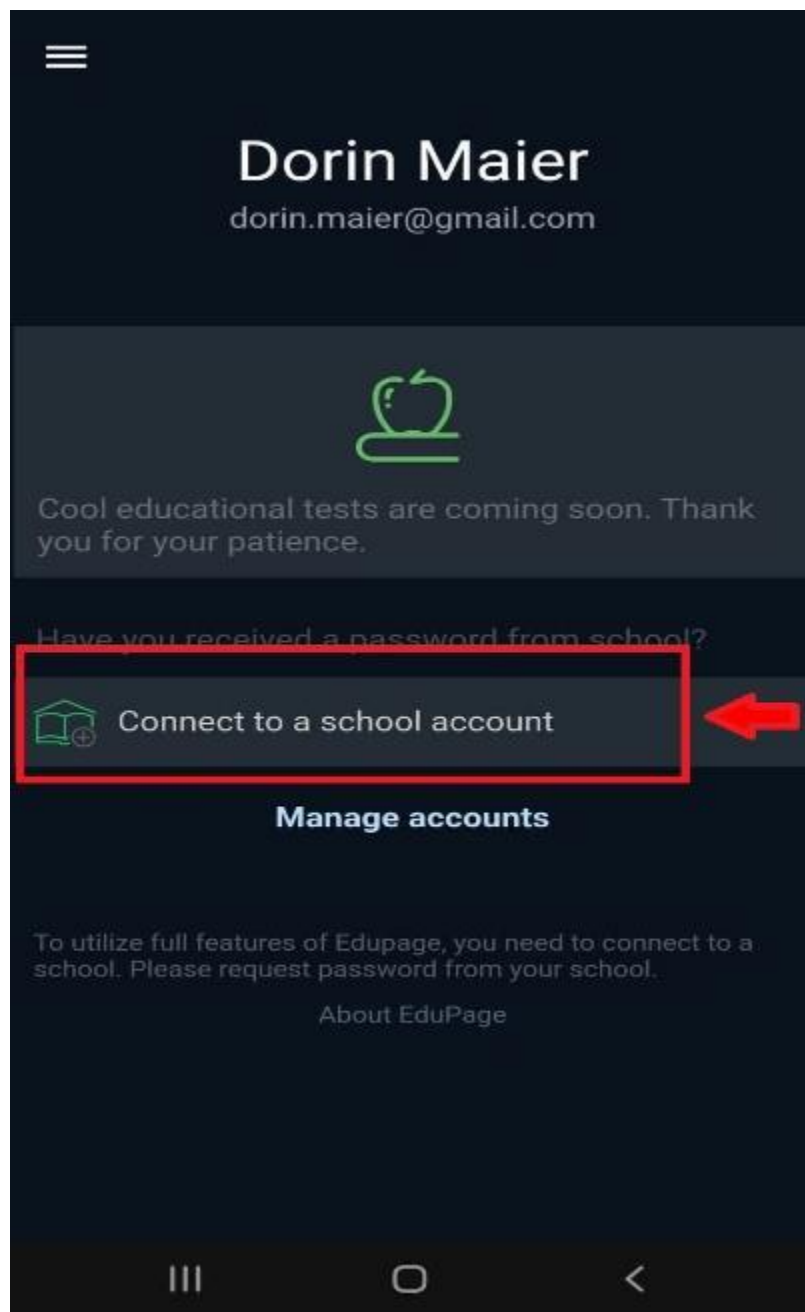 Dorin Maier
dorin.maier@gmail.com
Cool educational tests are coming soon. Thank
you for your patience.
Have you received a password from school?
Connect to a school account
Manage accounts
To utilize full features of Edupage, you need to connect to a
school. Please request password from your school.
About EduPage